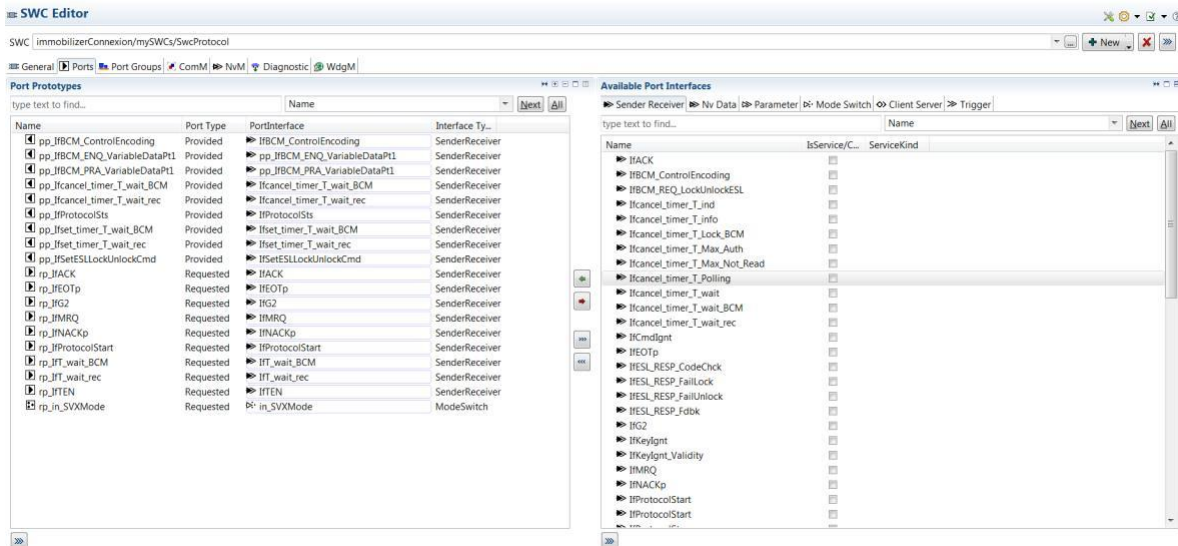 SWC Editor
SWC immobilizerConnexion/mySWCs/SwcProtocol ... New
General Ports Port Groups ComM NvM Diagnostic WdgM
Port Prototypes
type text to find... Name Next All
Name Port Type PortInterface Interface Ty...
pp_IfBCM_ControlEncoding Provided IfBCM_ControlEncoding SenderReceiver
pp_IfBCM_ENQ_VariableDataPt1 Provided pp_IfBCM_ENQ_VariableDataPt1 SenderReceiver
pp_IfBCM_PRA_VariableDataPt1 Provided pp_IfBCM_PRA_VariableDataPt1 SenderReceiver
pp_Ifcancel_timer_T_wait_BCM Provided Ifcancel_timer_T_wait_BCM SenderReceiver
pp_Ifcancel_timer_T_wait_rec Provided Ifcancel_timer_T_wait_rec SenderReceiver
pp_IfProtocolSts Provided IfProtocolSts SenderReceiver
pp_Ifset_timer_T_wait_BCM Provided Ifset_timer_T_wait_BCM SenderReceiver
pp_Ifset_timer_T_wait_rec Provided Ifset_timer_T_wait_rec SenderReceiver
pp_IfSetESLLockUnlockCmd Provided IfSetESLLockUnlockCmd SenderReceiver
rp_IfACK Requested IfACK SenderReceiver
rp_IfEOTp Requested IfEOTp SenderReceiver
rp_IfG2 Requested IfG2 SenderReceiver
rp_IfMRQ Requested IfMRQ SenderReceiver
rp_IfNACKp Requested IfNACKp SenderReceiver
rp_IfProtocolStart Requested IfProtocolStart SenderReceiver
rp_IfT_wait_BCM Requested IfT_wait_BCM SenderReceiver
rp_IfT_wait_rec Requested IfT_wait_rec SenderReceiver
rp_IfTEN Requested IfTEN SenderReceiver
rp_in_SVXMode Requested in_SVXMode ModeSwitch
Available Port Interfaces
Sender Receiver Nv Data Parameter Mode Switch Client Server Trigger
type text to find... Name Next All
Name IsService/C... ServiceKind
IfACK
IfBCM_ControlEncoding
IfBCM_REQ_LockUnlockESL
Ifcancel_timer_T_ind
Ifcancel_timer_T_info
Ifcancel_timer_T_Lock_BCM
Ifcancel_timer_T_Max_Auth
Ifcancel_timer_T_Max_Not_Read
Ifcancel_timer_T_Polling
Ifcancel_timer_T_wait
Ifcancel_timer_T_wait_BCM
Ifcancel_timer_T_wait_rec
IfCmdIgnt
IfEOTp
IfESL_RESP_CodeChck
IfESL_RESP_FailLock
IfESL_RESP_FailUnlock
IfESL_RESP_Fdbk
IfG2
IfKeyIgnt
IfKeyIgnt_Validity
IfMRQ
IfNACKp
IfProtocolStart
IfProtocolStart